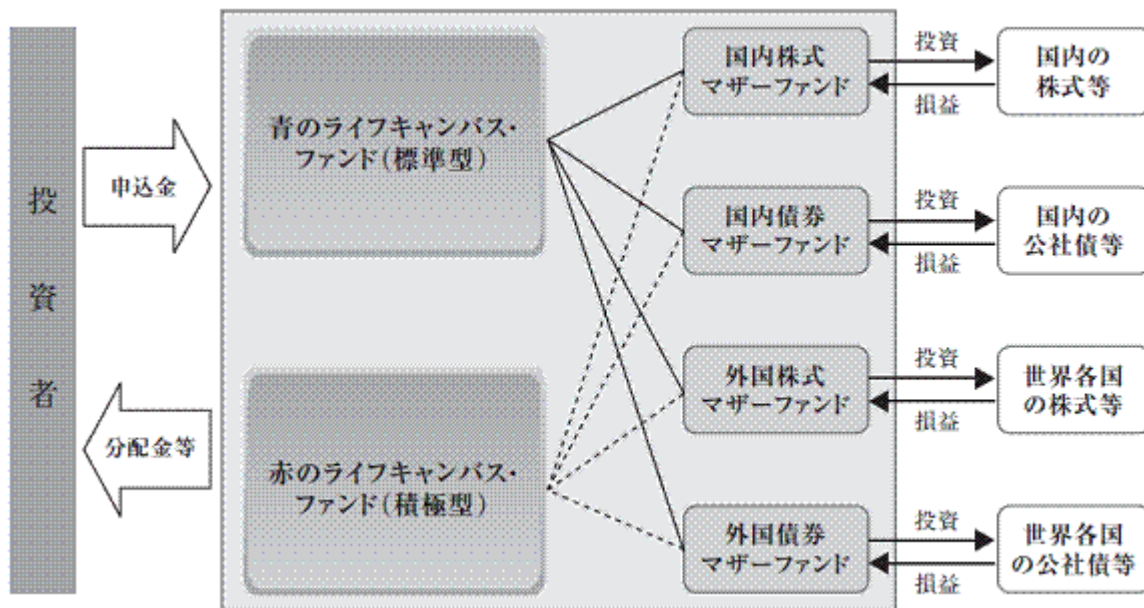 投資者
申込金
分配金等
青のライフキャンバス・
ファンド(標準型)
赤のライフキャンバス・
ファンド(積極型)
国内株式
マザーファンド
投資
損益
国内の
株式等
国内債券
マザーファンド
投資
損益
国内の
公社債等
外国株式
マザーファンド
投資
損益
世界各国
の株式等
外国債券
マザーファンド
投資
損益
世界各国
の公社債等